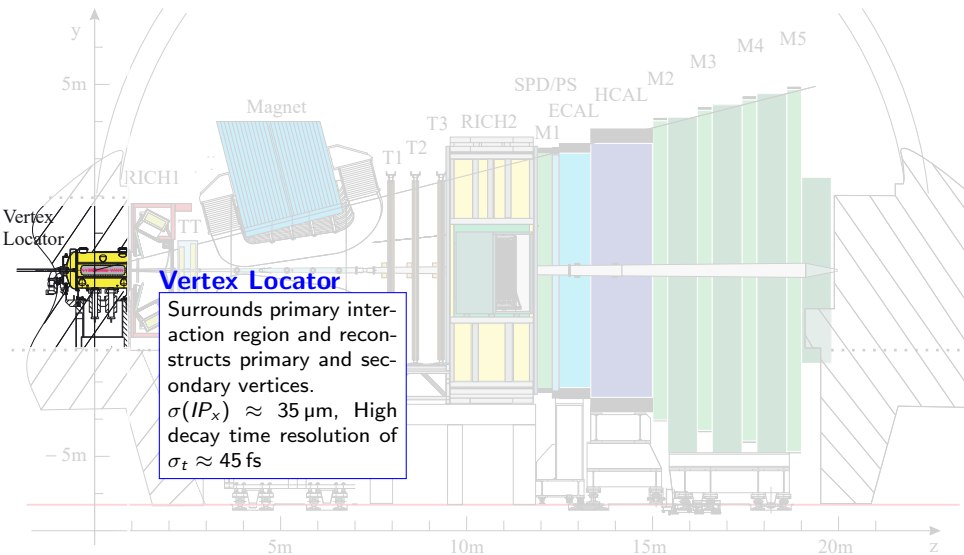 y
5m
Magnet
SPD/PS
ECAL
HCAL
M1
M2
M3
M4
M5
T3
RICH2
T2
T1
RICH1
TT
Vertex
Locator
Vertex Locator
Surrounds primary inter-
action region and recon-
structs primary and sec-
ondary vertices.
σ(IPₓ) ≈ 35 µm, High
decay time resolution of
σₜ ≈ 45 fs
− 5m
5m
10m
15m
20m
z